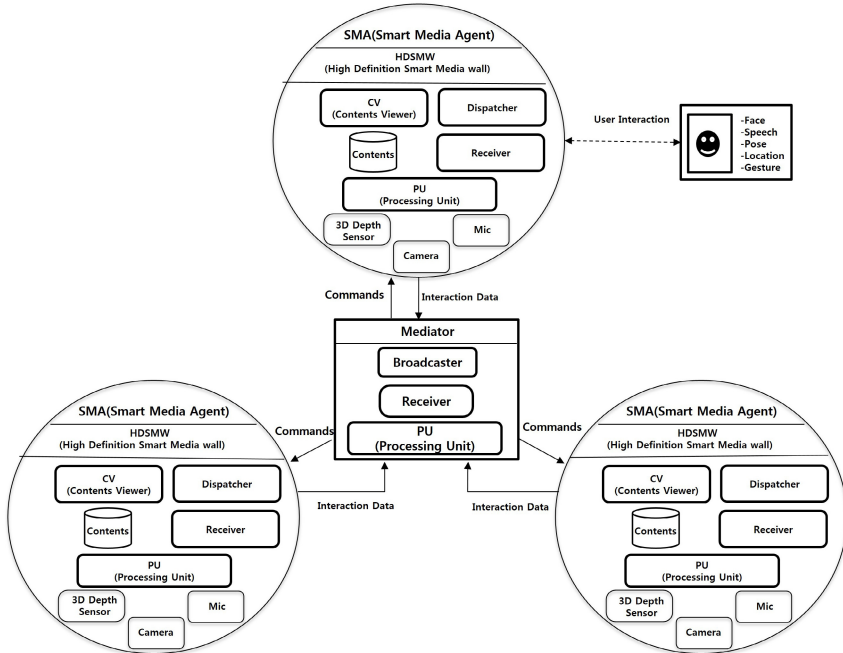 SMA(Smart Media Agent)
HDSMW
(High Definition Smart Media wall)
CV
(Contents Viewer)
Dispatcher
Contents
Receiver
PU
(Processing Unit)
3D Depth
Sensor
Mic
Camera
User Interaction
-Face
-Speech
-Pose
-Location
-Gesture
Commands
Interaction Data
Mediator
Broadcaster
Receiver
PU
(Processing Unit)
Commands
Interaction Data
Commands
Interaction Data
SMA(Smart Media Agent)
HDSMW
(High Definition Smart Media wall)
CV
(Contents Viewer)
Dispatcher
Contents
Receiver
PU
(Processing Unit)
3D Depth
Sensor
Mic
Camera
SMA(Smart Media Agent)
HDSMW
(High Definition Smart Media wall)
CV
(Contents Viewer)
Dispatcher
Contents
Receiver
PU
(Processing Unit)
3D Depth
Sensor
Mic
Camera